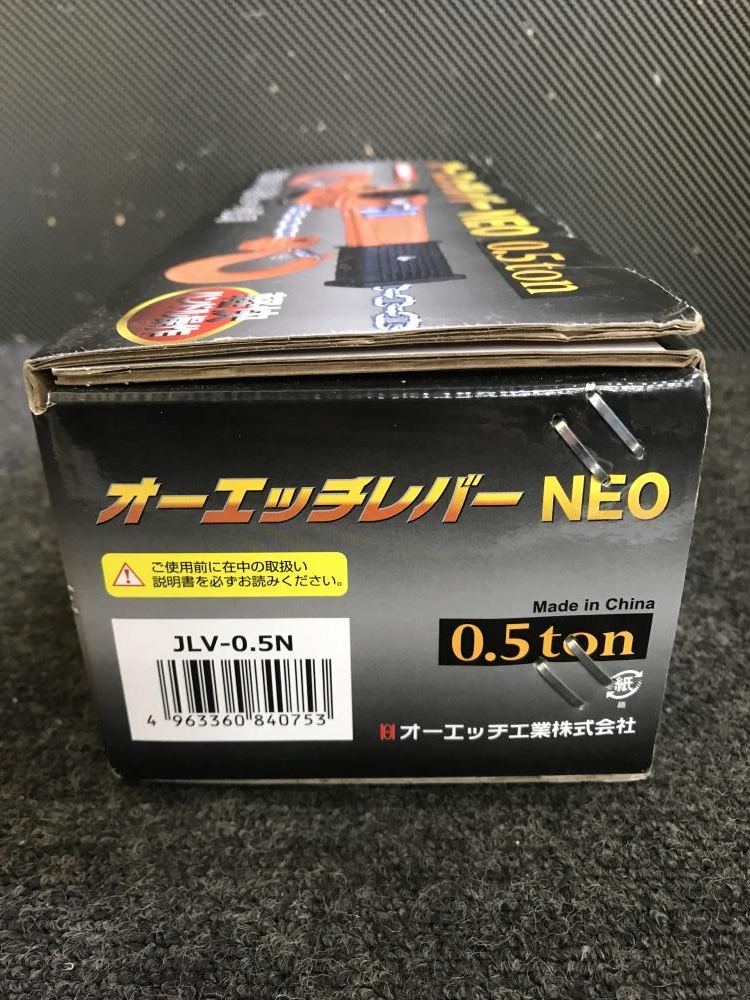 NEO 0.5ton
オーエッチレバー NEO
ご使用前に在中の取扱い
説明書を必ずお読みください。
JLV-0.5N
4 963360 840753
Made in China
0.5ton
紙
箱
オーエッチ工業株式会社